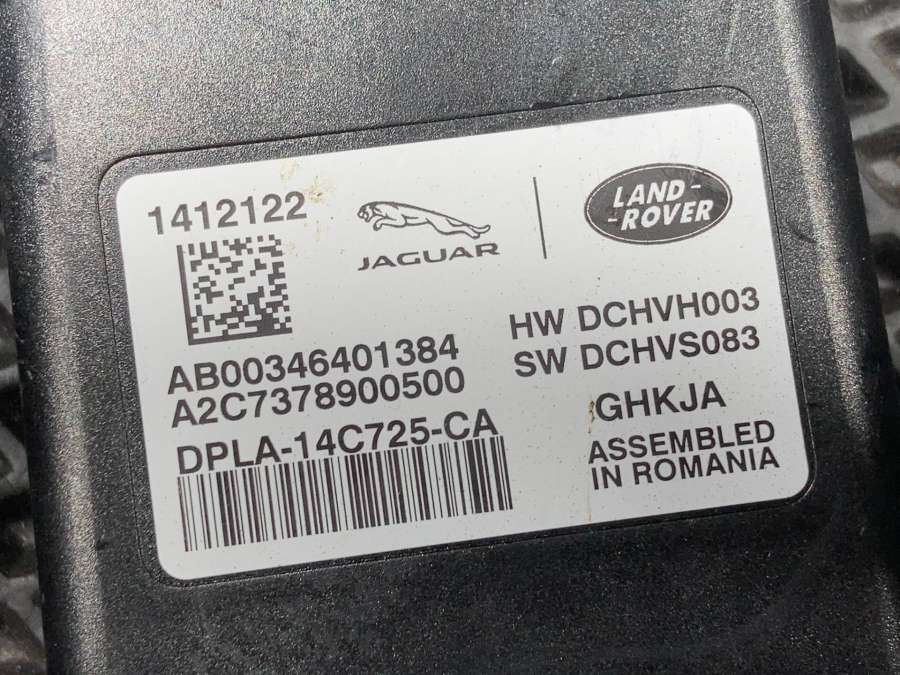 1412122
JAGUAR
LAND-
-ROVER
AB00346401384
A2C7378900500
DPLA-14C725-CA
HW DCHVH003
SW DCHVS083
GHKJA
ASSEMBLED
IN ROMANIA